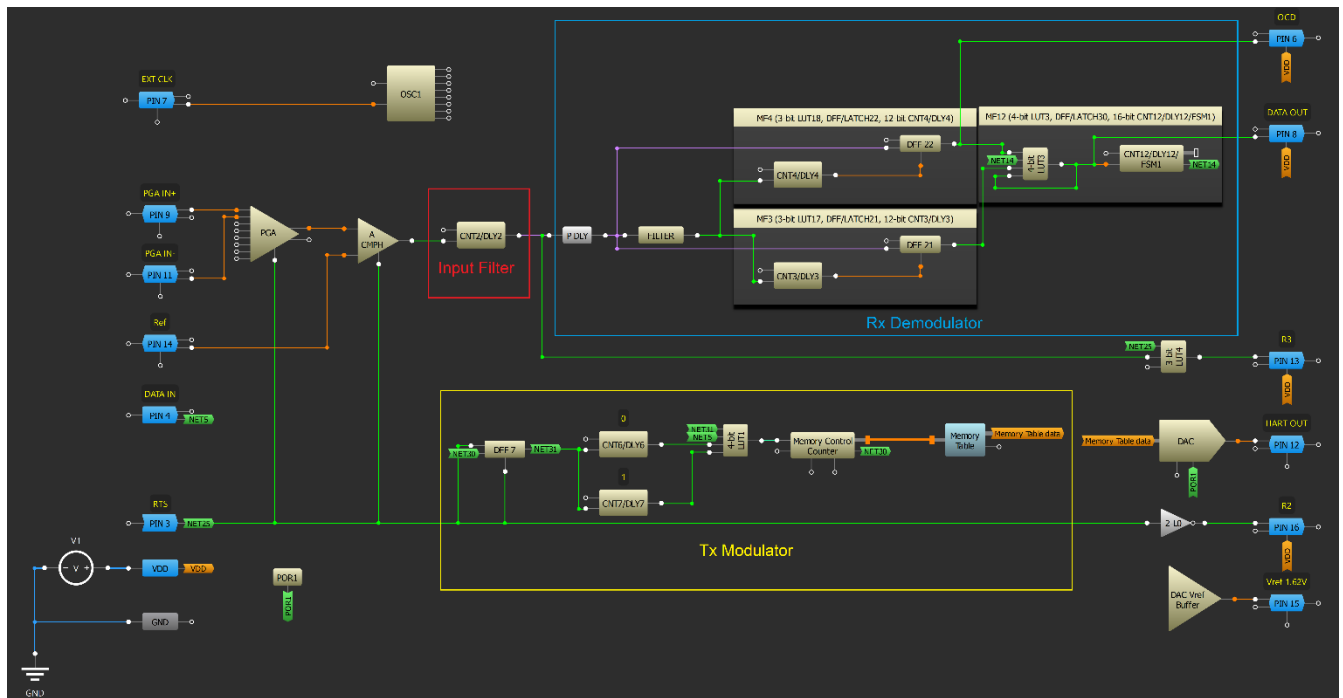 OCD
PIN 6
VDD
EXT CLK
PIN 7
OSC1
DATA OUT
PIN 8
VDD
MF4 (3-bit LUT18, DFF/LATCH22, 12-bit CNT4/DLY4)
DFF 22
CNT4/DLY4
MF12 (4-bit LUT3, DFF/LATCH30, 16-bit CNT12/DLY12/FSM1)
NET14
4-bit
LUT3
CNT12/DLY12/
FSM1
NET14
PGA IN+
PIN 9
PGA
A
CMPH
CNT2/DLY2
Input Filter
P DLY
FILTER
MF3 (3-bit LUT17, DFF/LATCH21, 12-bit CNT3/DLY3)
DFF 21
CNT3/DLY3
PGA IN-
PIN 11
Rx Demodulator
Ref
PIN 14
NET25
3-bit
LUT4
R3
PIN 13
VDD
DATA IN
PIN 4
NET5
0
CNT6/DLY6
NET31
NET5
4-bit
LUT1
Memory Control
Counter
NET30
Memory
Table
Memory Table data
Memory Table data
DAC
POR1
HART OUT
PIN 12
NET30
DFF 7
NET31
1
CNT7/DLY7
RTS
PIN 3
NET25
Tx Modulator
2-L0
R2
PIN 16
VDD
V1
V
+
VDD
VDD
POR1
POR1
GND
DAC Vref
Buffer
Vref 1.62V
PIN 15
GND